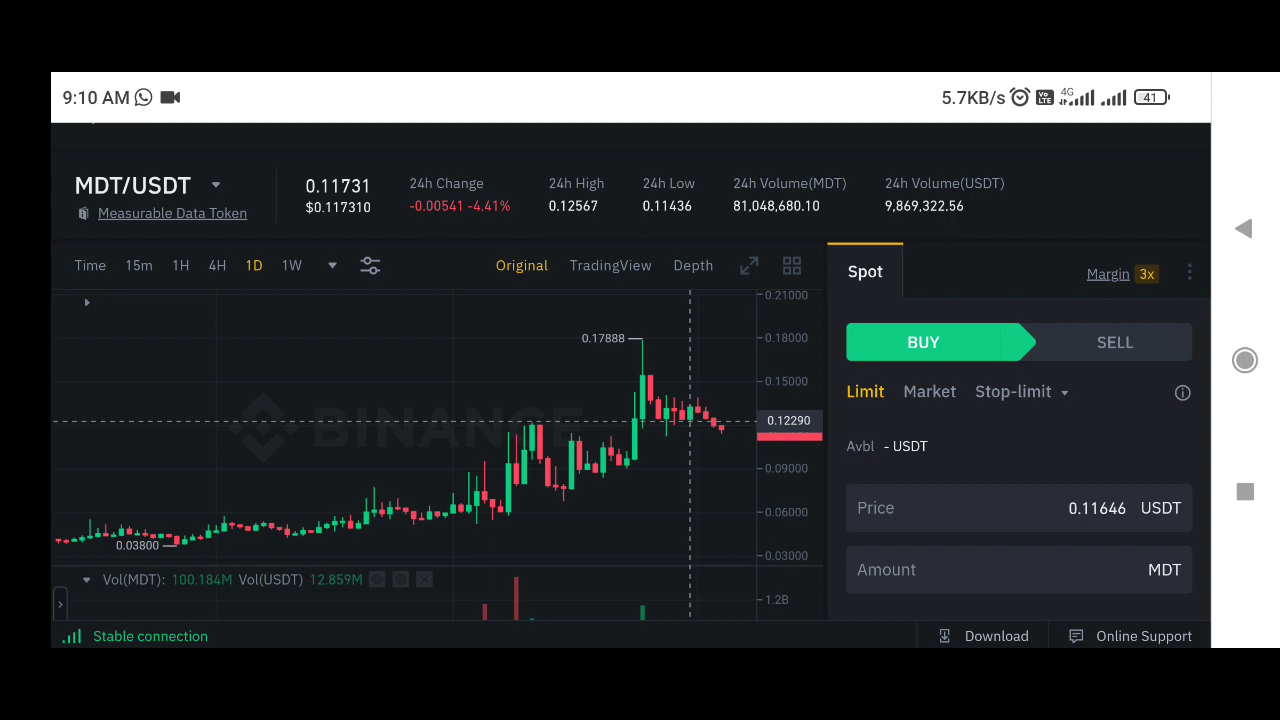 9:10 AM 5.7KB/s Vo LTE 4G 41
MDT/USDT 0.11731 24h Change 24h High 24h Low 24h Volume(MDT) 24h Volume(USDT)
Measurable Data Token $0.117310 -0.00541 -4.41% 0.12567 0.11436 81,048,680.10 9,869,322.56
Time 15m 1H 4H 1D 1W Original TradingView Depth
Spot Margin 3x
0.21000
0.17888 0.18000
BUY SELL
0.15000
Limit Market Stop-limit
BINANCE 0.12290
Avbl - USDT
0.09000
Price 0.11646 USDT
0.06000
0.03800 0.03000
Amount MDT
Vol(MDT): 100.184M Vol(USDT) 12.859M
1.2B
Stable connection Download Online Support